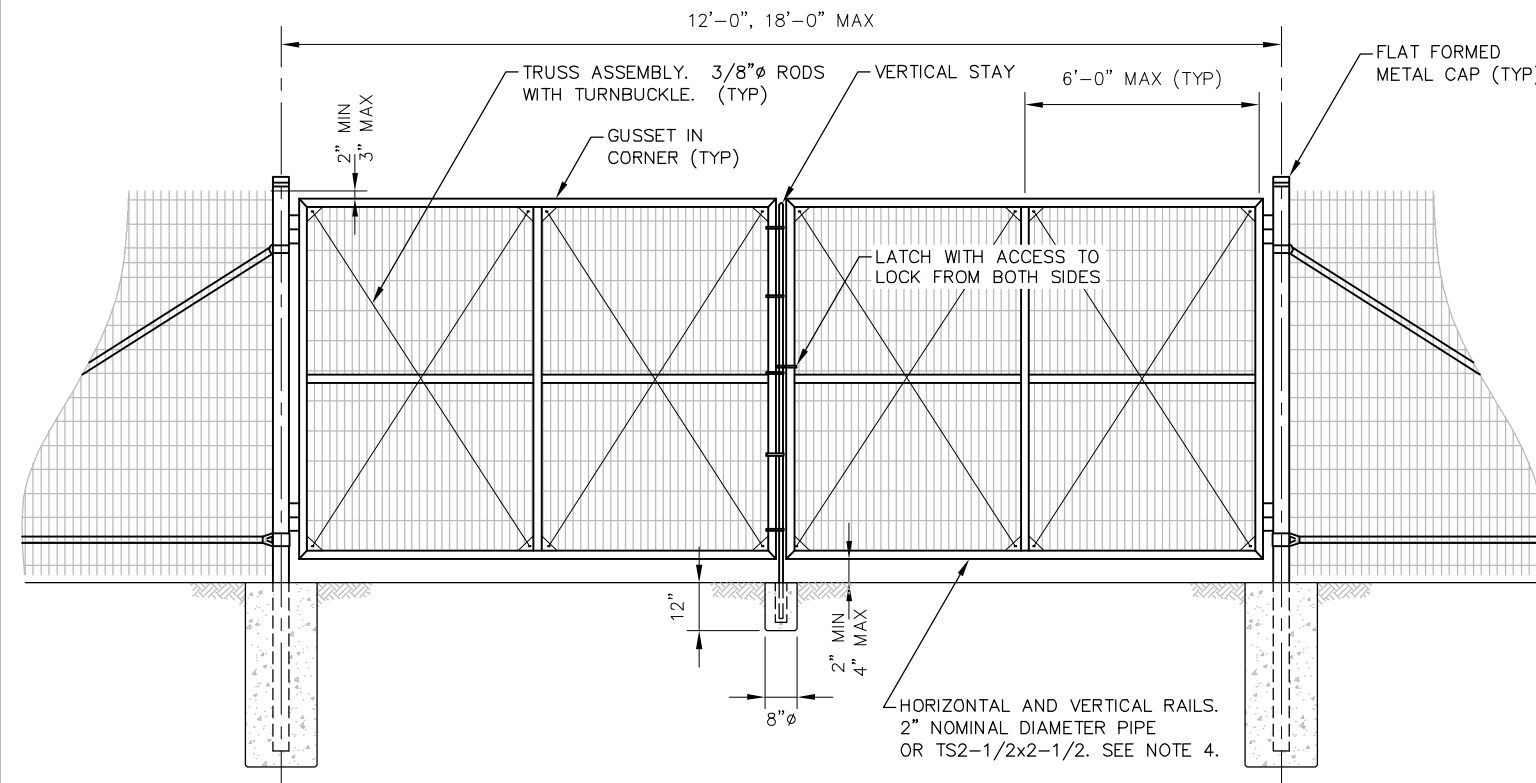 12'-0", 18'-0" MAX
FLAT FORMED
METAL CAP (TYP)
TRUSS ASSEMBLY. 3/8"ø RODS
WITH TURNBUCKLE. (TYP)
VERTICAL STAY
6'-0" MAX (TYP)
2" MIN
3" MAX
GUSSET IN
CORNER (TYP)
LATCH WITH ACCESS TO
LOCK FROM BOTH SIDES
12"
2" MIN
4" MAX
8"ø
HORIZONTAL AND VERTICAL RAILS.
2" NOMINAL DIAMETER PIPE
OR TS2-1/2x2-1/2. SEE NOTE 4.